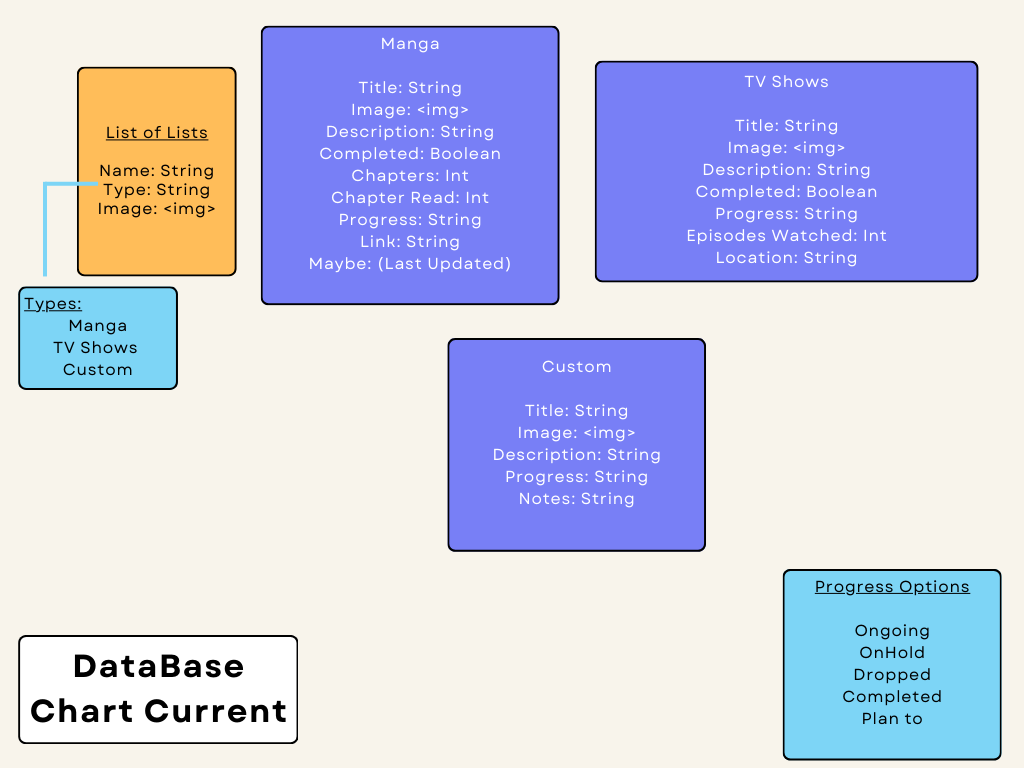 List of Lists
Name: String
Type: String
Image: <img>
Types:
Manga
TV Shows
Custom
Manga
Title: String
Image: <img>
Description: String
Completed: Boolean
Chapters: Int
Chapter Read: Int
Progress: String
Link: String
Maybe: (Last Updated)
TV Shows
Title: String
Image: <img>
Description: String
Completed: Boolean
Progress: String
Episodes Watched: Int
Location: String
Custom
Title: String
Image: <img>
Description: String
Progress: String
Notes: String
Progress Options
Ongoing
OnHold
Dropped
Completed
Plan to
DataBase
Chart Current